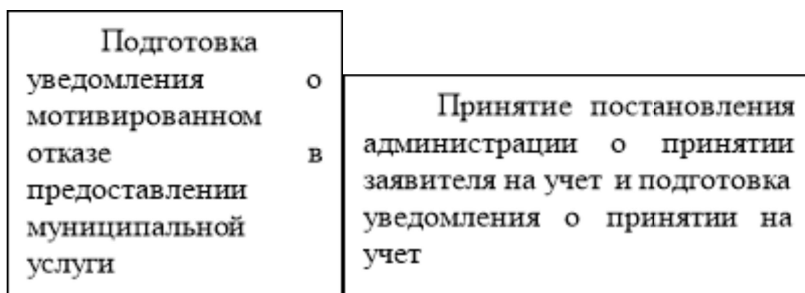 Подготовка
уведомления о
мотивированном
отказе в
предоставлении
муниципальной
услуги
Принятие постановления
администрации о принятии
заявителя на учет и подготовка
уведомления о принятии на
учет